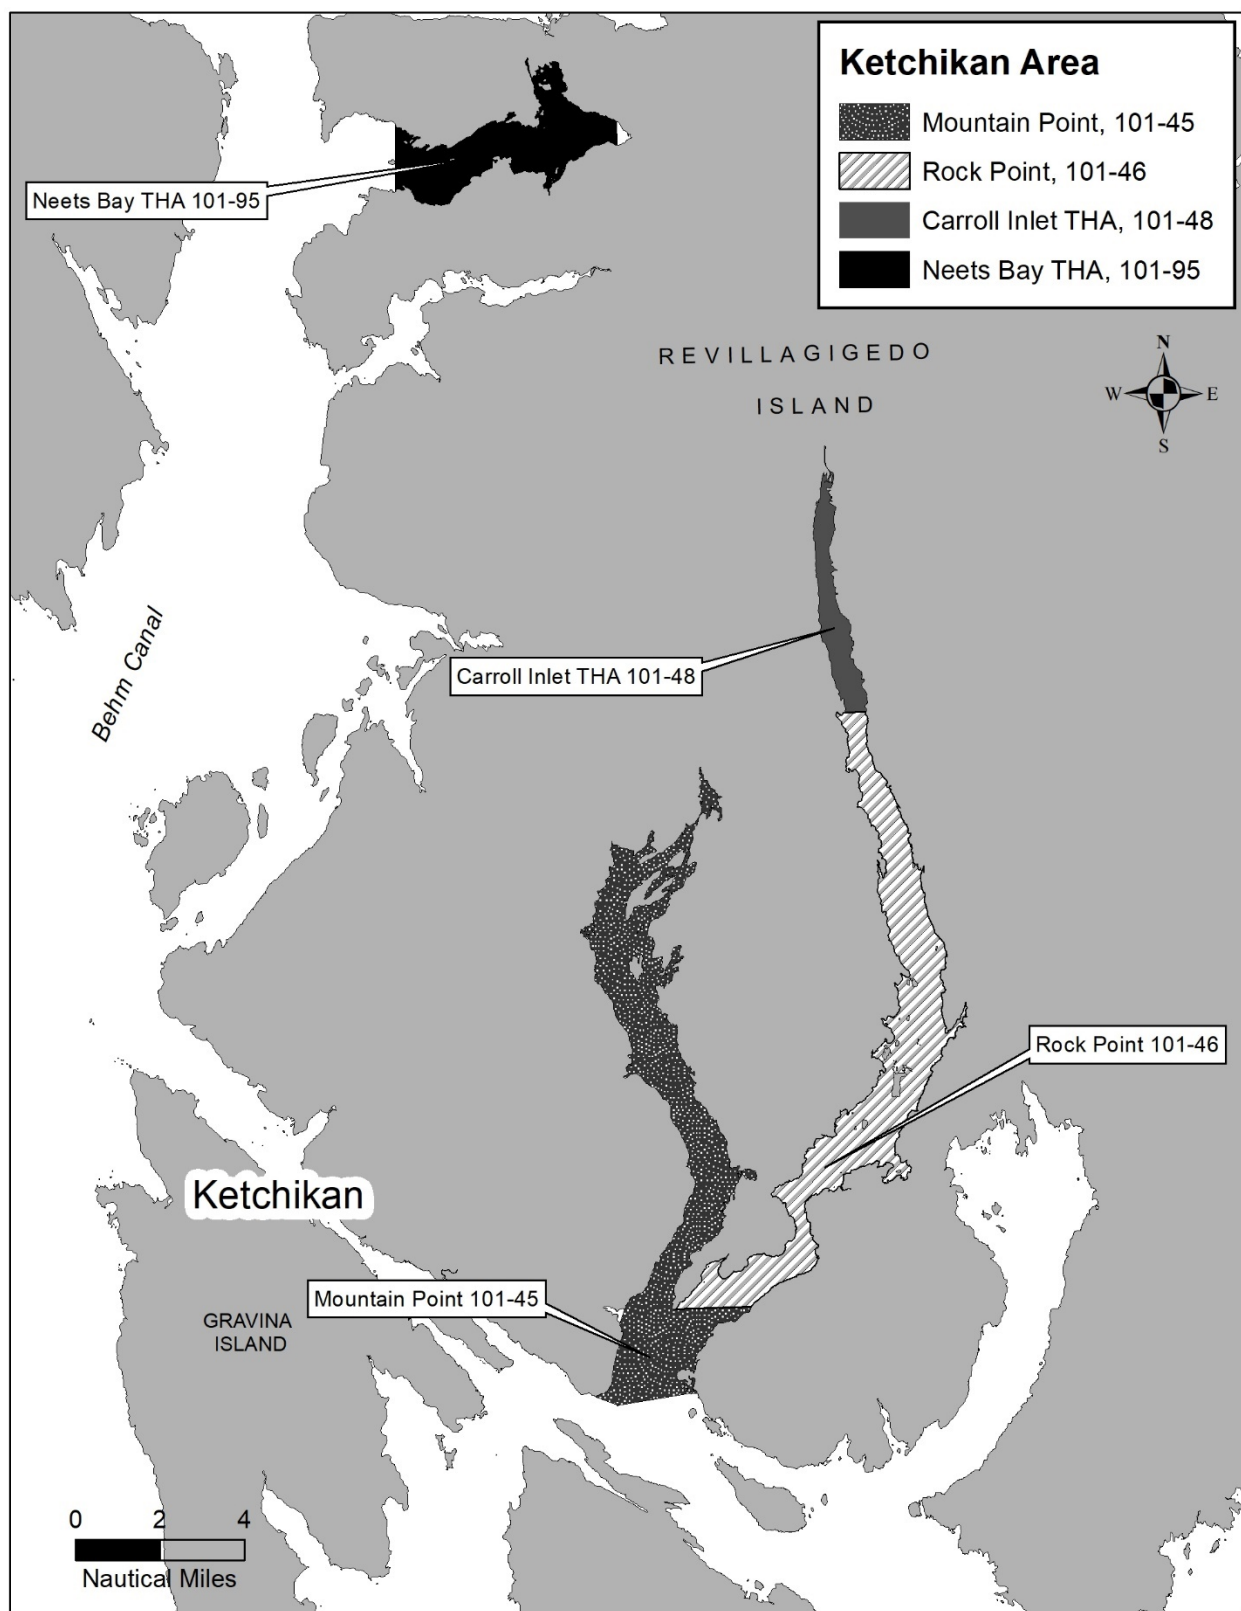 Ketchikan Area
Mountain Point, 101-45
Rock Point, 101-46
Carroll Inlet THA, 101-48
Neets Bay THA, 101-95
Neets Bay THA 101-95
REVILLAGIGEDO
ISLAND
N
W E
S
Behm Canal
Carroll Inlet THA 101-48
Rock Point 101-46
Ketchikan
Mountain Point 101-45
GRAVINA
ISLAND
0 2 4
Nautical Miles